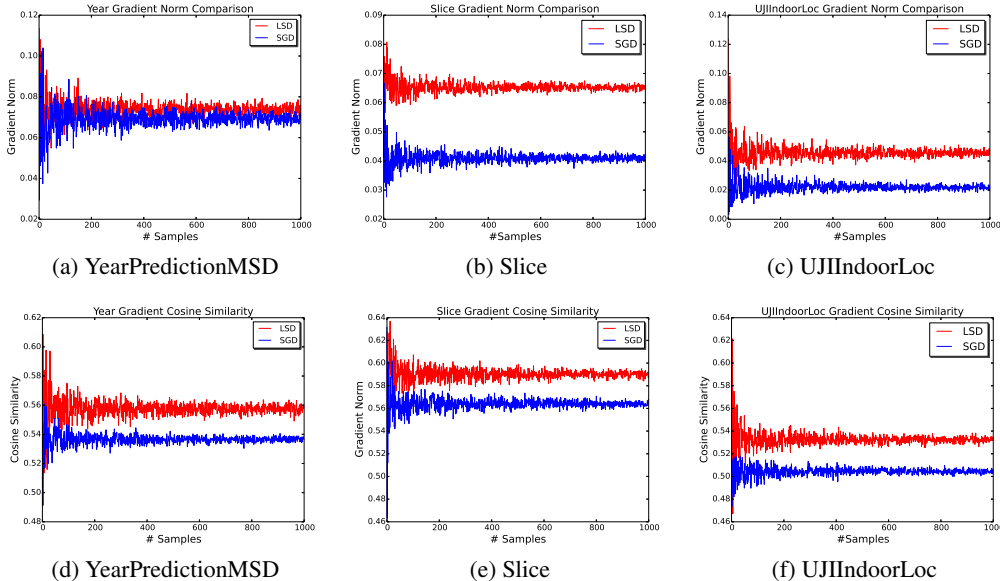 Year Gradient Norm Comparison
Gradient Norm
0.12
0.10
0.08
0.06
0.04
0.02
0 200 400 600 800 1000
# Samples
LSD
SGD
(a) YearPredictionMSD
Slice Gradient Norm Comparison
Gradient Norm
0.09
0.08
0.07
0.06
0.05
0.04
0.03
0.02
0 200 400 600 800 1000
#Samples
LSD
SGD
(b) Slice
UJIIndoorLoc Gradient Norm Comparison
Gradient Norm
0.14
0.12
0.10
0.08
0.06
0.04
0.02
0.00
0 200 400 600 800 1000
#Samples
LSD
SGD
(c) UJIIndoorLoc
Year Gradient Cosine Similarity
Cosine Similarity
0.62
0.60
0.58
0.56
0.54
0.52
0.50
0.48
0 200 400 600 800 1000
# Samples
LSD
SGD
(d) YearPredictionMSD
Slice Gradient Cosine Similarity
Gradient Norm
0.64
0.62
0.60
0.58
0.56
0.54
0.52
0.50
0.48
0.46
0 200 400 600 800 1000
# Samples
LSD
SGD
(e) Slice
UJIIndoorLoc Gradient Cosine Similarity
Cosine Similarity
0.64
0.62
0.60
0.58
0.56
0.54
0.52
0.50
0.48
0.46
0 200 400 600 800 1000
#Samples
LSD
SGD
(f) UJIIndoorLoc